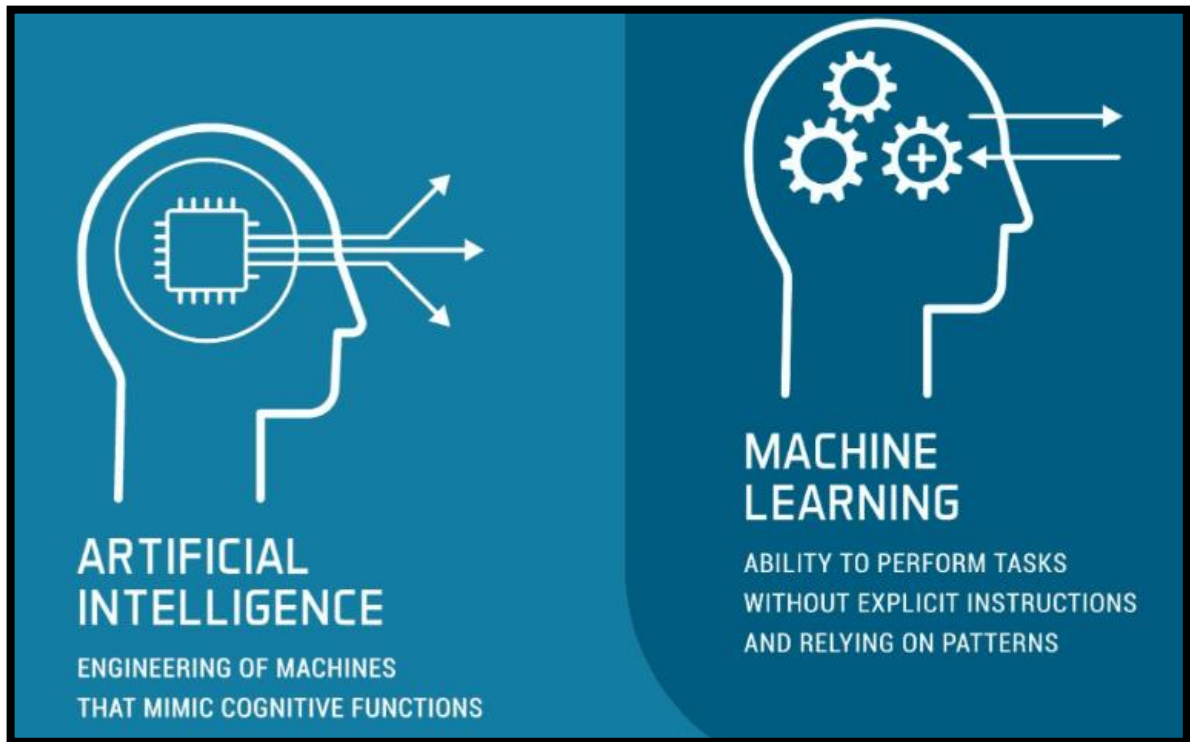 ARTIFICIAL
INTELLIGENCE
ENGINEERING OF MACHINES
THAT MIMIC COGNITIVE FUNCTIONS
MACHINE
LEARNING
ABILITY TO PERFORM TASKS
WITHOUT EXPLICIT INSTRUCTIONS
AND RELYING ON PATTERNS